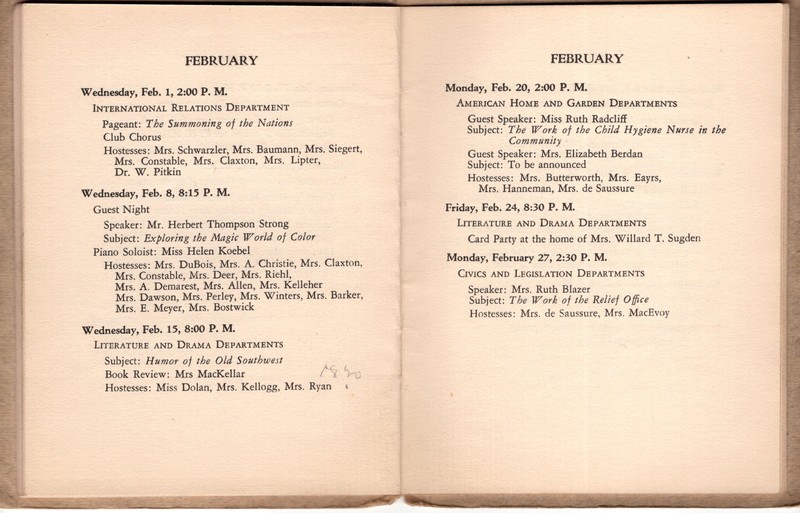 FEBRUARY
Wednesday, Feb. 1, 2:00 P. M.
INTERNATIONAL RELATIONS DEPARTMENT
Pageant: The Summoning of the Nations
Club Chorus
Hostesses: Mrs. Schwarzler, Mrs. Baumann, Mrs. Siegert,
Mrs. Constable, Mrs. Claxton, Mrs. Lipter,
Dr. W. Pitkin
Wednesday, Feb. 8, 8:15 P. M.
Guest Night
Speaker: Mr. Herbert Thompson Strong
Subject: Exploring the Magic World of Color
Piano Soloist: Miss Helen Koebel
Hostesses: Mrs. DuBois, Mrs. A. Christie, Mrs. Claxton,
Mrs. Constable, Mrs. Deer, Mrs. Riehl,
Mrs. A. Demarest, Mrs. Allen, Mrs. Kelleher
Mrs. Dawson, Mrs. Perley, Mrs. Winters, Mrs. Barker,
Mrs. E. Meyer, Mrs. Bostwick
Wednesday, Feb. 15, 8:00 P. M.
LITERATURE AND DRAMA DEPARTMENTS
Subject: Humor of the Old Southwest
Book Review: Mrs MacKellar
Hostesses: Miss Dolan, Mrs. Kellogg, Mrs. Ryan
FEBRUARY
Monday, Feb. 20, 2:00 P. M.
AMERICAN HOME AND GARDEN DEPARTMENTS
Guest Speaker: Miss Ruth Radcliff
Subject: The Work of the Child Hygiene Nurse in the
Community
Guest Speaker: Mrs. Elizabeth Berdan
Subject: To be announced
Hostesses: Mrs. Butterworth, Mrs. Eayrs,
Mrs. Hanneman, Mrs. de Saussure
Friday, Feb. 24, 8:30 P. M.
LITERATURE AND DRAMA DEPARTMENTS
Card Party at the home of Mrs. Willard T. Sugden
Monday, February 27, 2:30 P. M.
CIVICS AND LEGISLATION DEPARTMENTS
Speaker: Mrs. Ruth Blazer
Subject: The Work of the Relief Office
Hostesses: Mrs. de Saussure, Mrs. MacEvoy